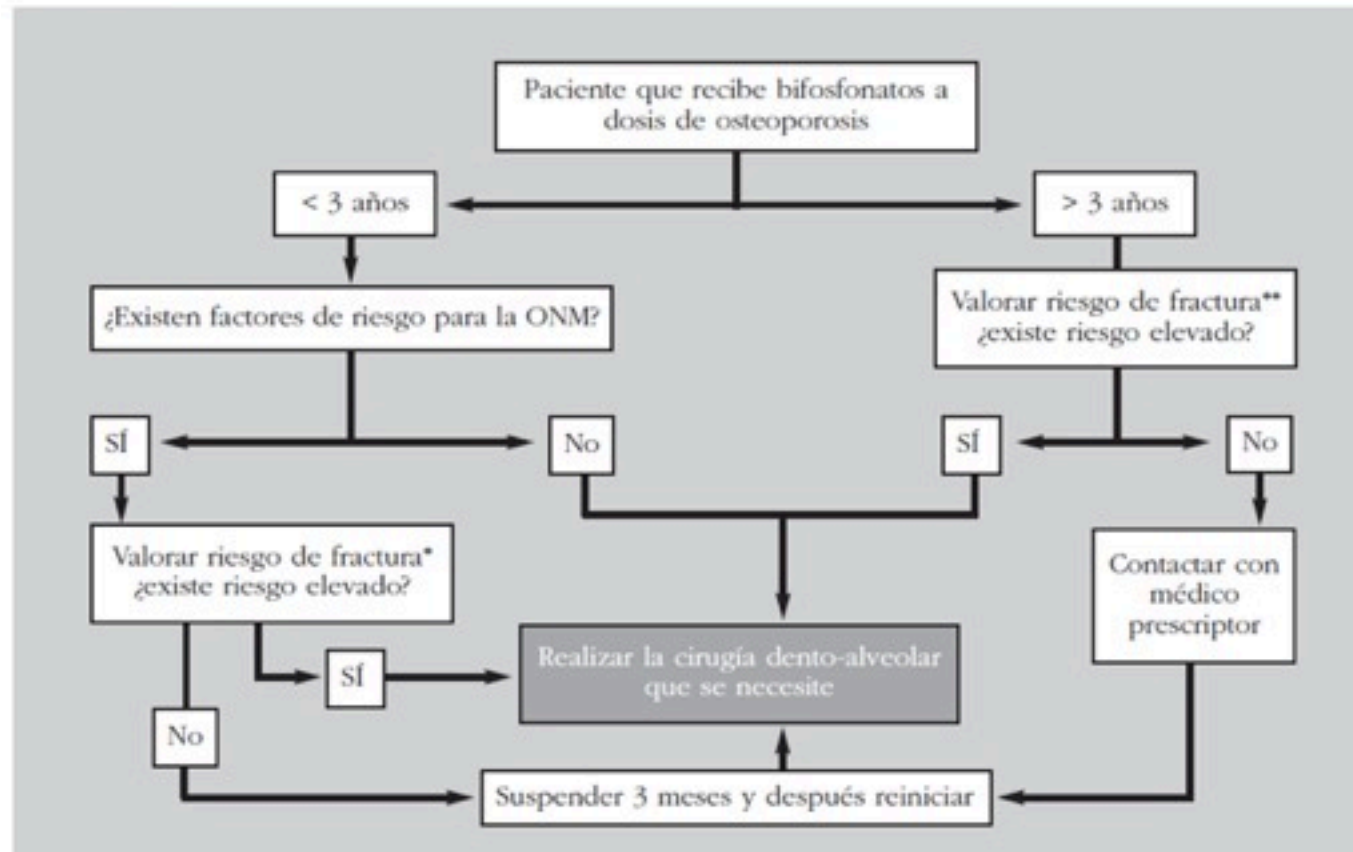 Paciente que recibe bifosfonatos a
dosis de osteoporosis
< 3 años
> 3 años
¿Existen factores de riesgo para la ONM?
Valorar riesgo de fractura**
¿existe riesgo elevado?
SÍ
No
SÍ
No
Valorar riesgo de fractura*
¿existe riesgo elevado?
Contactar con
médico
prescriptor
Realizar la cirugía dento-alveolar
que se necesite
SÍ
No
Suspender 3 meses y después reiniciar